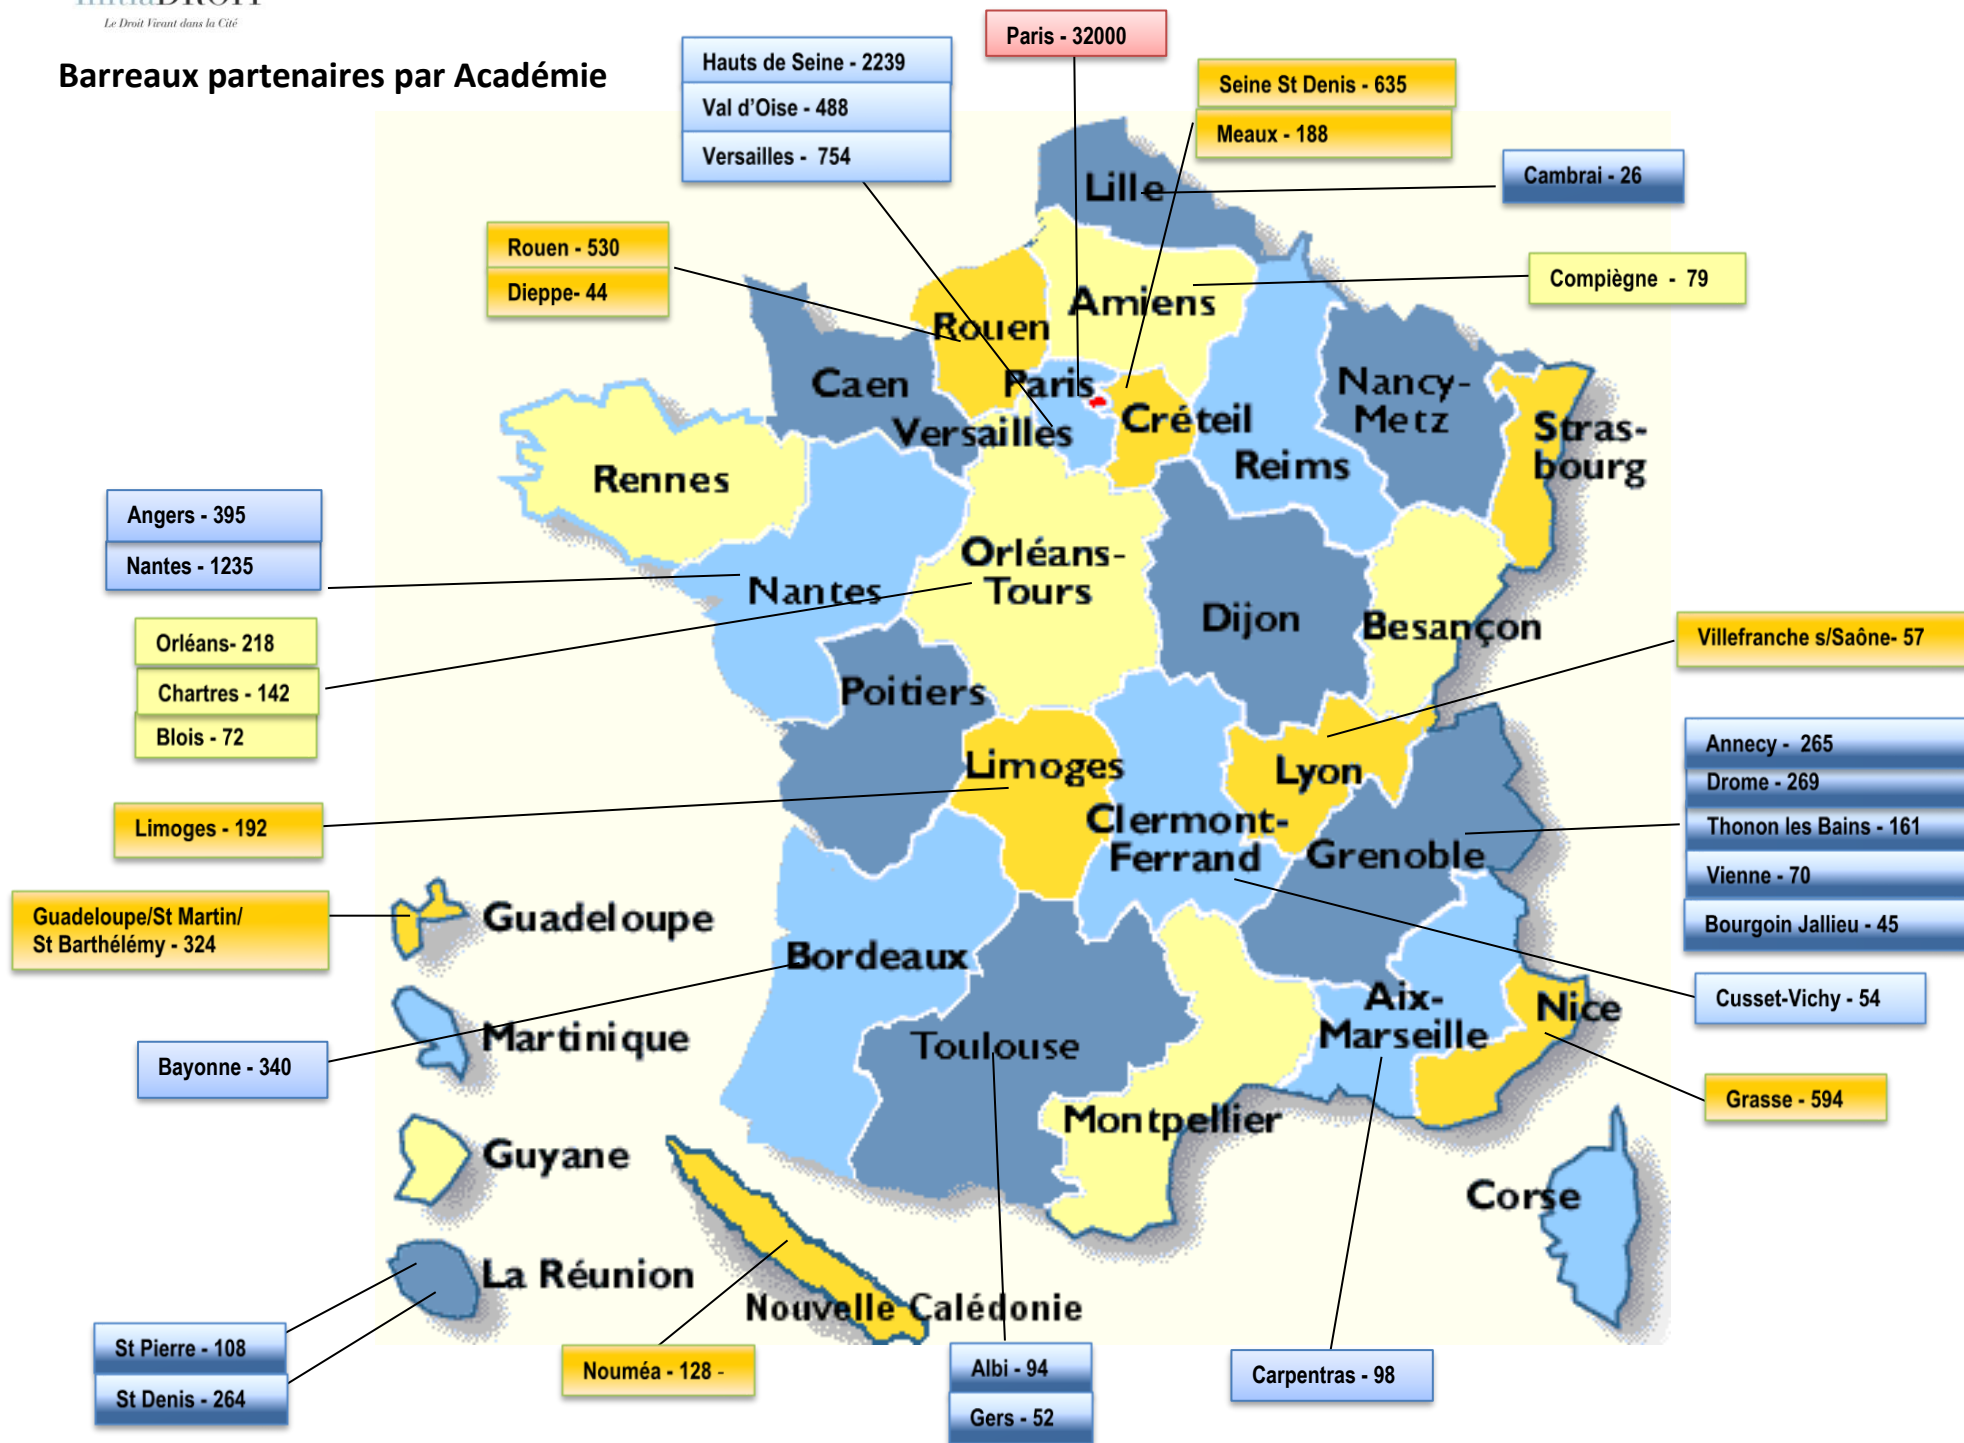 InitiaDROIT
Le Droit Vivant dans la Cité
Barreaux partenaires par Académie
Paris - 32000
Hauts de Seine - 2239
Val d’Oise - 488
Versailles -  754
Seine St Denis - 635
Meaux - 188
Cambrai - 26
Rouen - 530
Dieppe- 44
Compiègne  -  79
Angers - 395
Nantes - 1235
Orléans- 218
Chartres - 142
Blois - 72
Limoges - 192
Guadeloupe/St Martin/
St Barthélémy - 324
Bayonne - 340
St Pierre - 108
St Denis - 264
Nouméa - 128 -
Albi - 94
Gers - 52
Carpentras - 98
Villefranche s/Saône- 57
Annecy -  265
Drome - 269
Thonon les Bains - 161
Vienne - 70
Bourgoin Jallieu - 45
Cusset-Vichy - 54
Grasse - 594
Lille
Amiens
Rouen
Caen
Paris
Versailles
Créteil
Reims
Nancy-
Metz
Stras-
bourg
Rennes
Nantes
Orléans-
Tours
Dijon
Besançon
Poitiers
Limoges
Clermont-
Ferrand
Lyon
Grenoble
Bordeaux
Toulouse
Montpellier
Aix-
Marseille
Nice
Corse
Guadeloupe
Martinique
Guyane
La Réunion
Nouvelle Calédonie